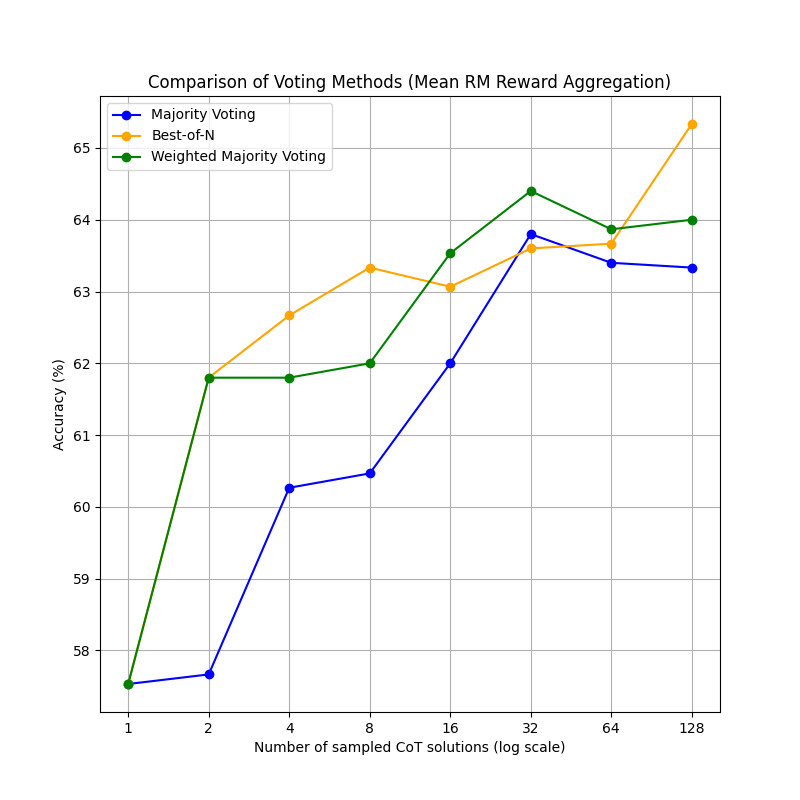 Comparison of Voting Methods (Mean RM Reward Aggregation)
Majority Voting
Best-of-N
Weighted Majority Voting
65
64
63
62
61
60
59
58
Accuracy (%)
1 2 4 8 16 32 64 128
Number of sampled CoT solutions (log scale)